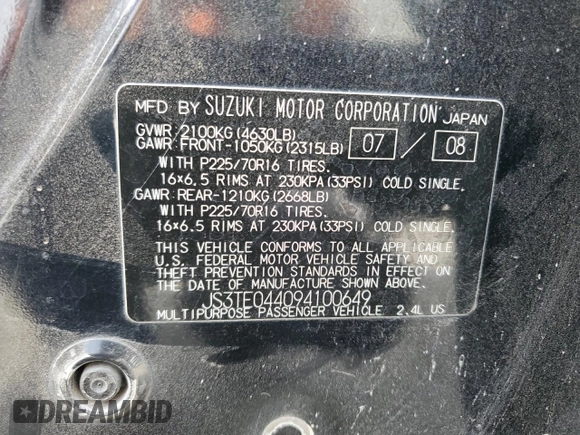 MFD BY SUZUKI MOTOR CORPORATION JAPAN
GVWR:2100KG(4630LB)
GAWR:FRONT-1050KG(2315LB) 07 / 08
WITH P225/70R16 TIRES.
16×6.5 RIMS AT 230KPA(33PSI) COLD SINGLE.
GAWR:REAR-1210KG(2668LB)
WITH P225/70R16 TIRES.
16×6.5 RIMS AT 230KPA(33PSI) COLD SINGLE.
THIS VEHICLE CONFORMS TO ALL APPLICABLE
U.S. FEDERAL MOTOR VEHICLE SAFETY AND
THEFT PREVENTION STANDARDS IN EFFECT ON
THE DATE OF MANUFACTURE SHOWN ABOVE.
JS3TE044094100649
MULTIPURPOSE PASSENGER VEHICLE 2.4L US
DREAMBID